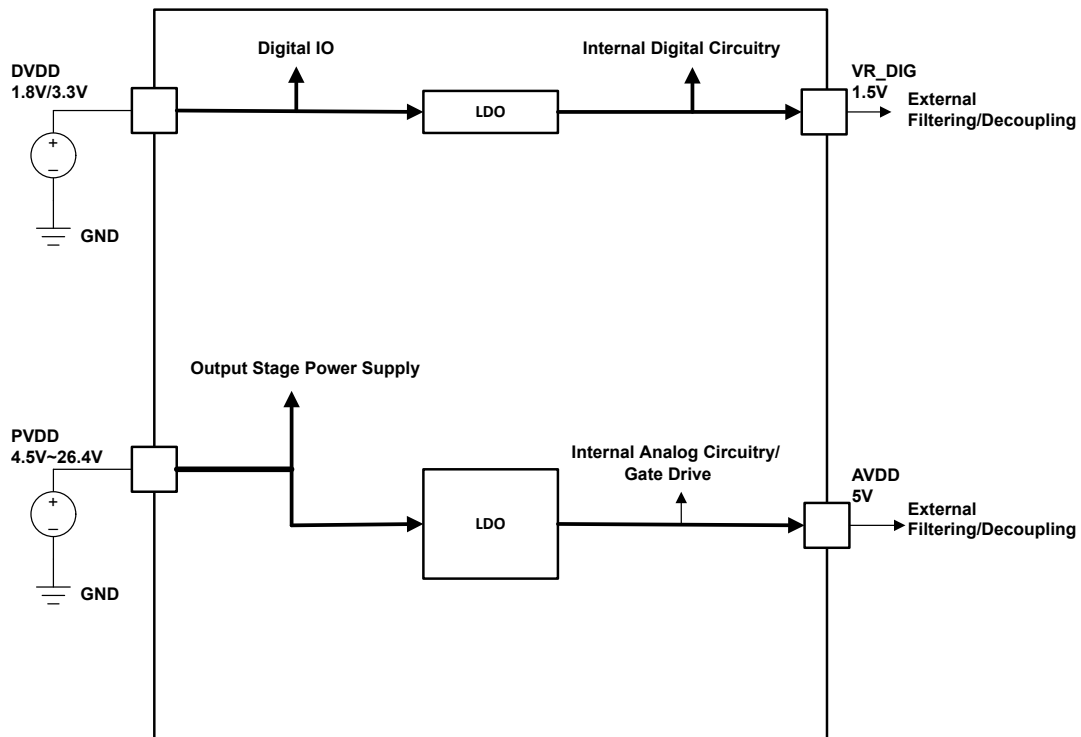 Digital IO
Internal Digital Circuitry
DVDD
1.8V/3.3V
VR_DIG
1.5V
External
Filtering/Decoupling
LDO
+
−
GND
Output Stage Power Supply
PVDD
4.5V~26.4V
Internal Analog Circuitry/
Gate Drive
AVDD
5V
External
Filtering/Decoupling
LDO
+
−
GND